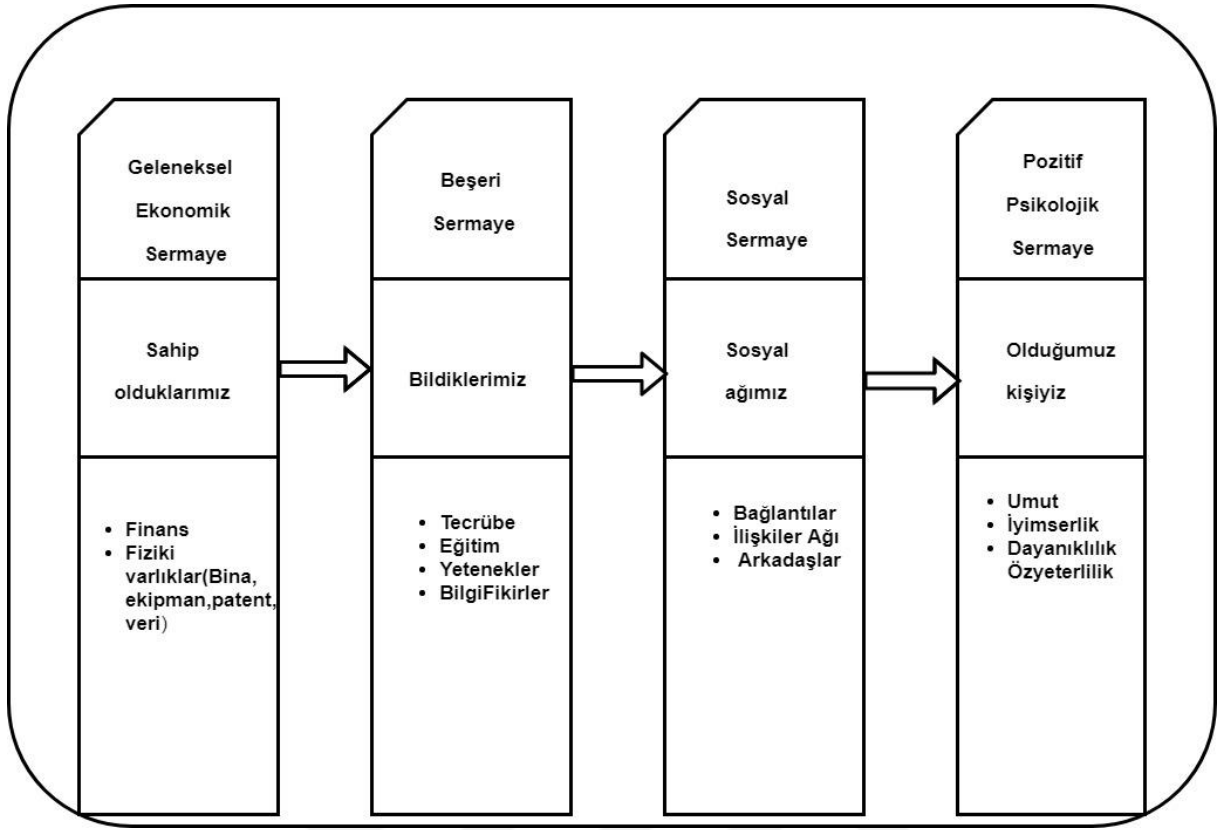 Geleneksel
Ekonomik
Sermaye
Sahip
olduklarımız
• Finans
• Fiziki
varlıklar(Bina,
ekipman,patent,
veri)
Beşeri
Sermaye
Bildiklerimiz
• Tecrübe
• Eğitim
• Yetenekler
• BilgiFikirler
Sosyal
Sermaye
Sosyal
ağımız
• Bağlantılar
• İlişkiler Ağı
• Arkadaşlar
Pozitif
Psikolojik
Sermaye
Olduğumuz
kişiyiz
• Umut
• İyimserlik
• Dayanıklılık
Özyeterlilik